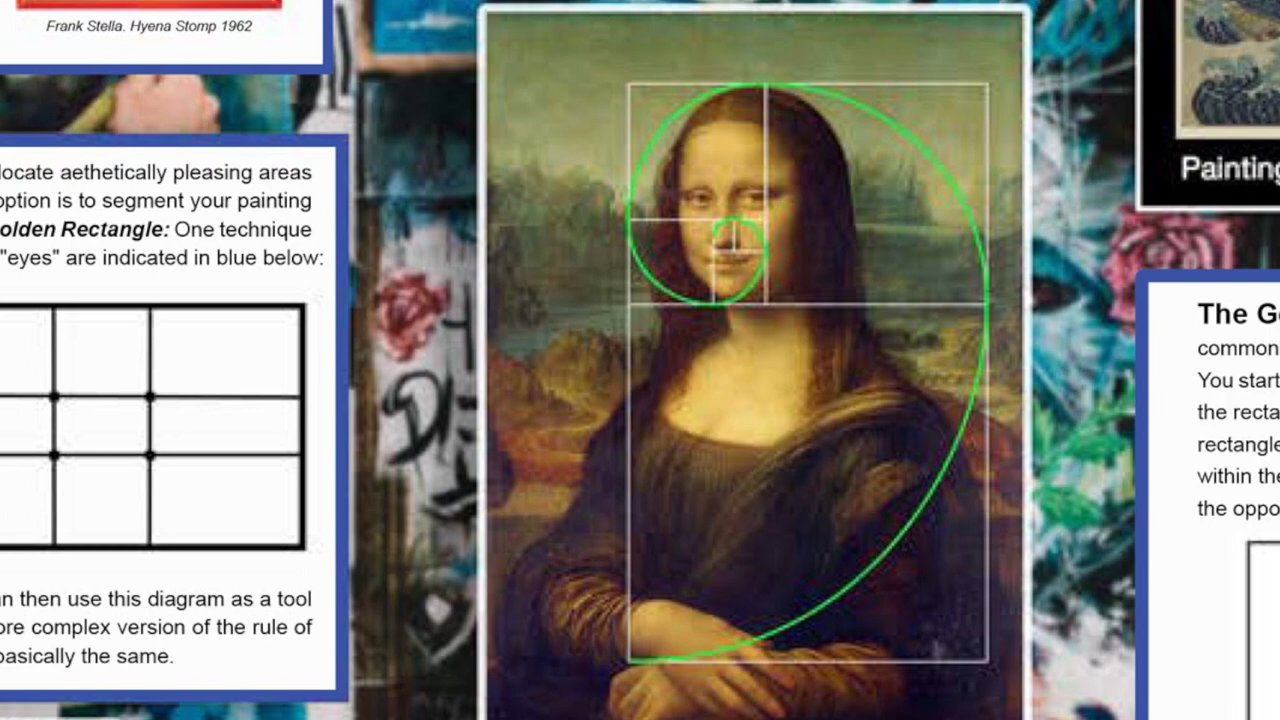 Frank Stella. Hyena Stomp 1962
locate aethetically pleasing areas
option is to segment your painting
olden Rectangle: One technique
"eyes" are indicated in blue below:
an then use this diagram as a tool
ore complex version of the rule of
basically the same.
Painting
The G
common
You start
the recta
rectangle
within the
the oppo